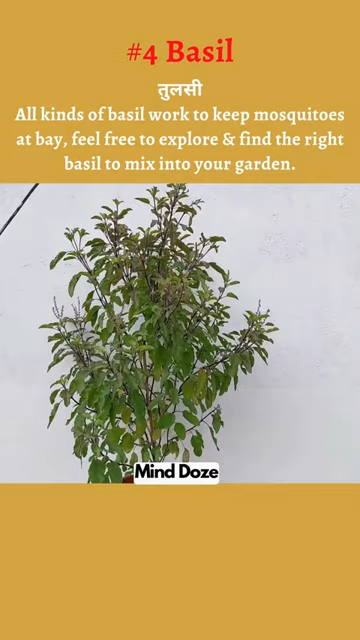 #4 Basil
तुलसी
All kinds of basil work to keep mosquitoes
at bay, feel free to explore & find the right
basil to mix into your garden.
Mind Doze